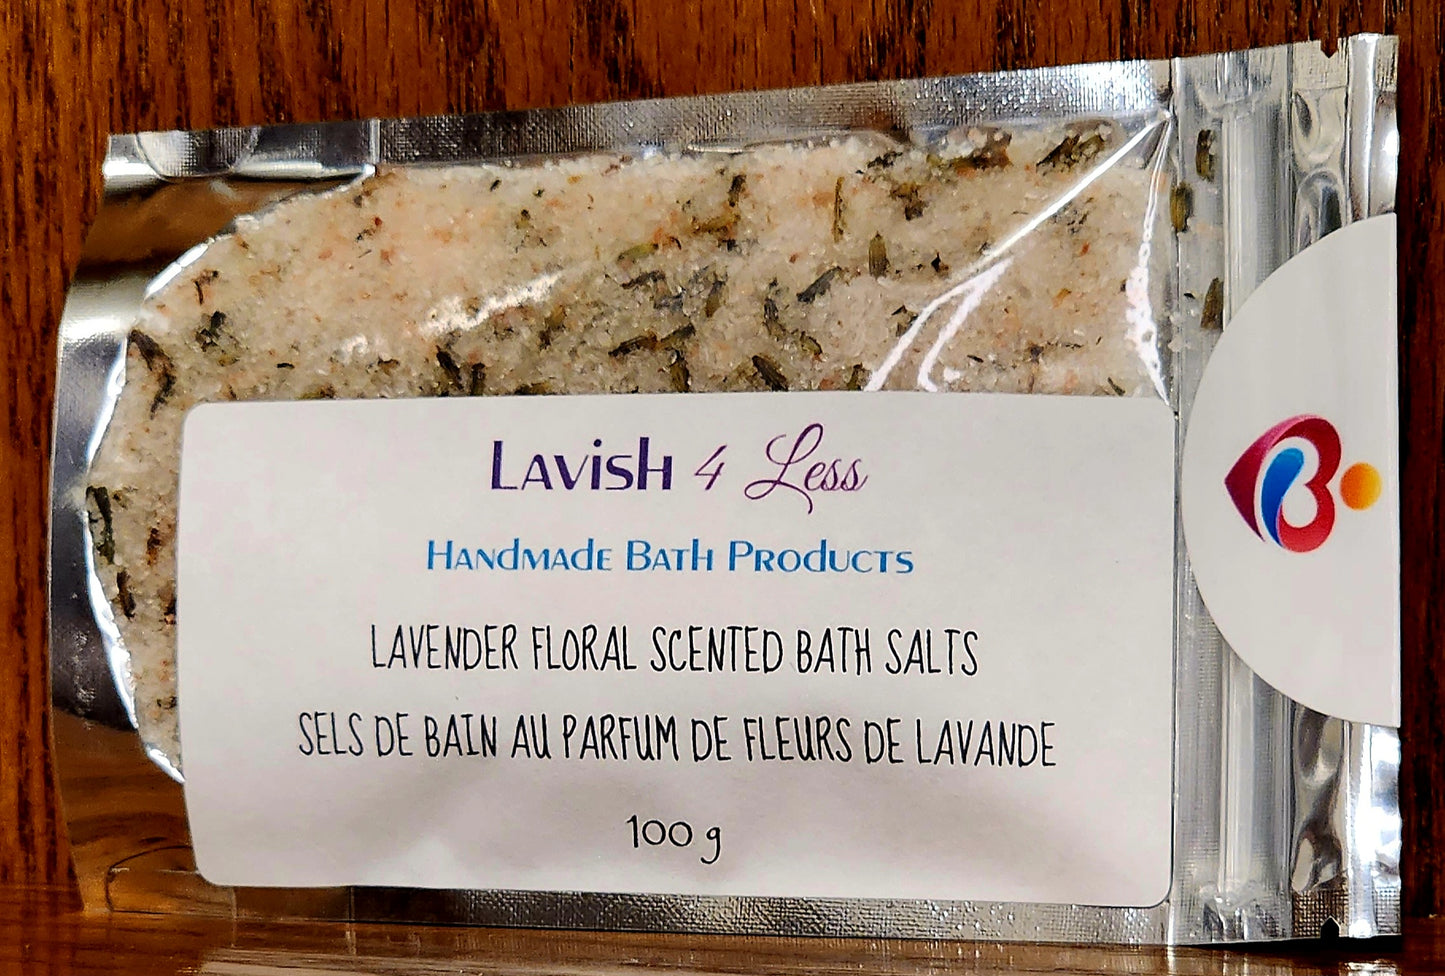 Lavish 4 Less
Handmade Bath Products
LAVENDER FLORAL SCENTED BATH SALTS
SELS DE BAIN AU PARFUM DE FLEURS DE LAVANDE
100 g
B